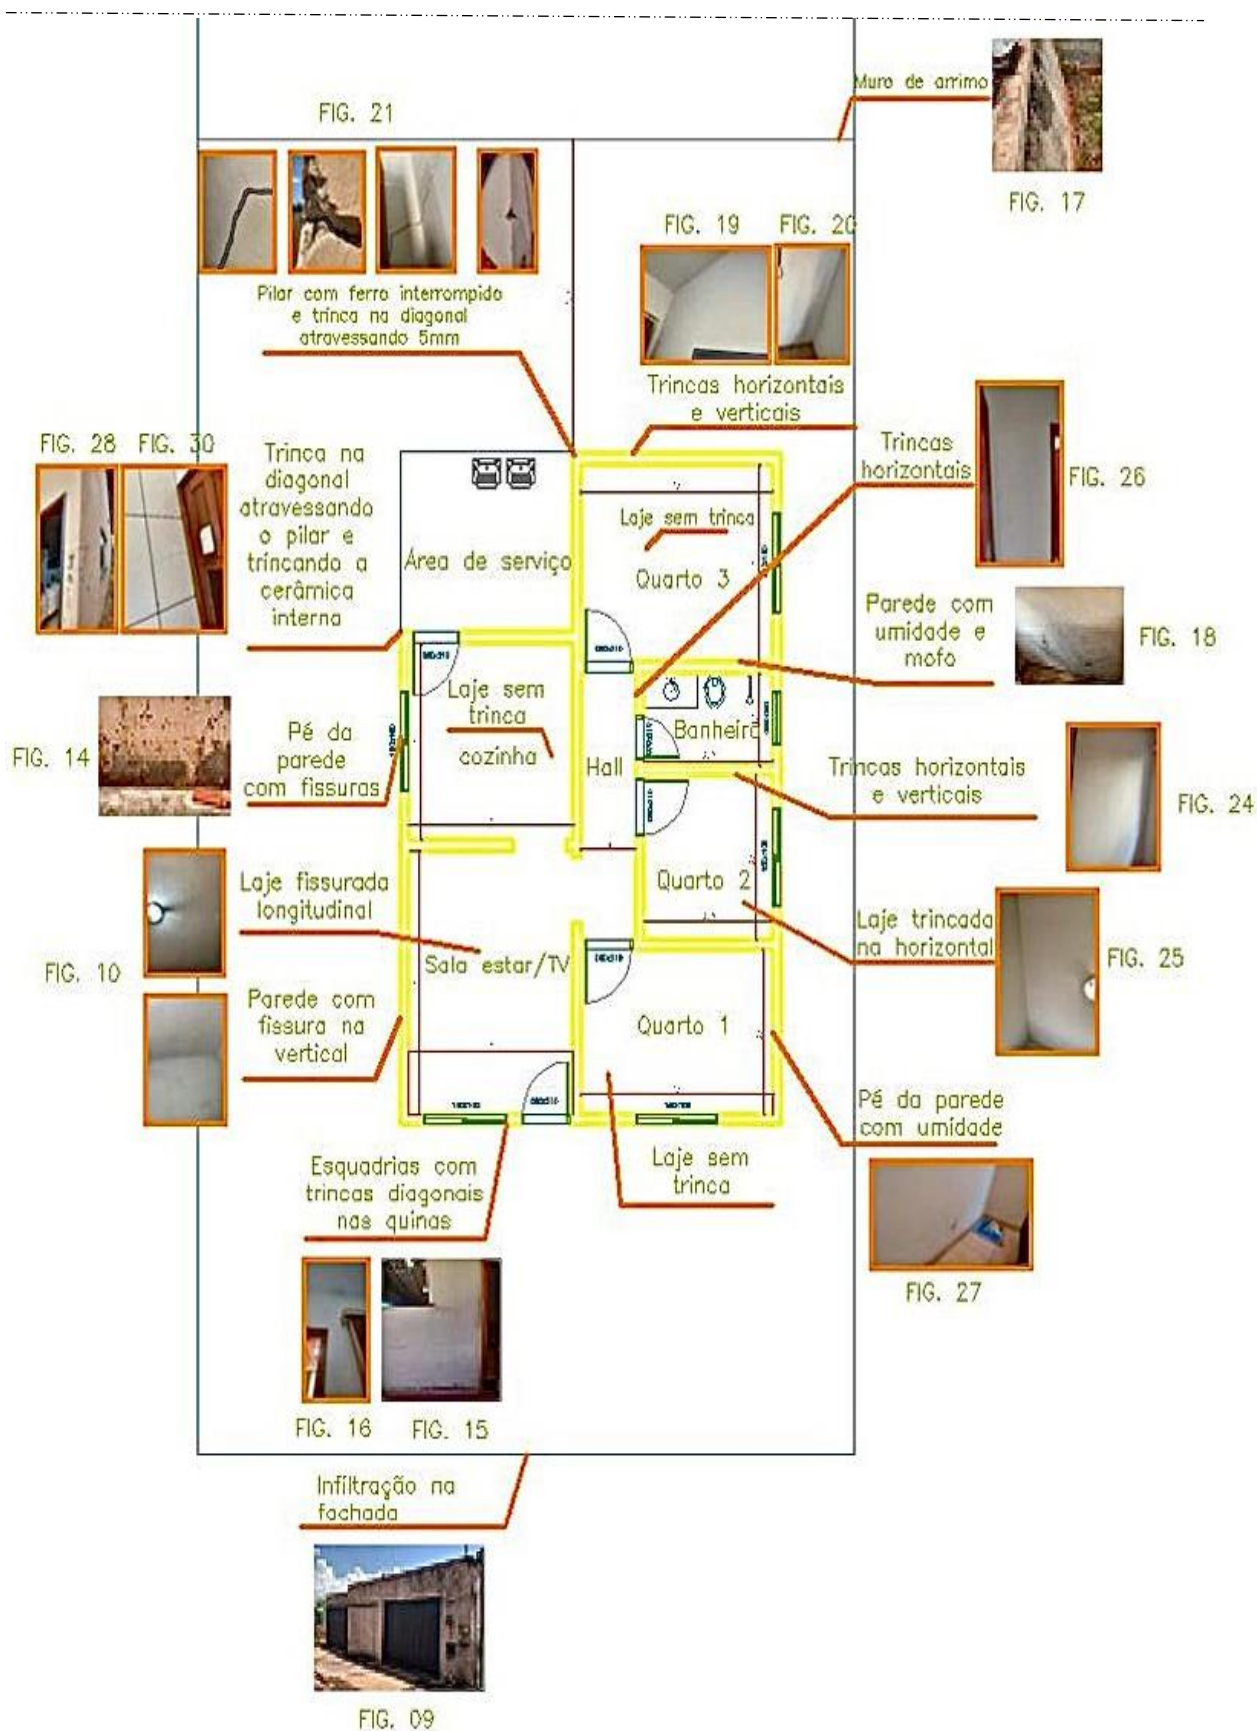 Muro de arrimo
FIG. 21
FIG. 17
FIG. 19
FIG. 20
Pilar com ferro interrompido
e trinca na diagonal
atravessando 5mm
Trincas horizontais
e verticais
Trincas
horizontais
FIG. 26
FIG. 28
FIG. 30
Trinca na
diagonal
atravessando
o pilar e
trincando a
cerâmica
interna
Laje sem trinca
Área de serviço
Quarto 3
Parede com
umidade e
mofo
FIG. 18
Laje sem
trinca
cozinha
Banheiro
Hall
FIG. 14
Pé da
parede
com fissuras
Trincas horizontais
e verticais
FIG. 24
Laje fissurada
longitudinal
Quarto 2
Laje trincada
na horizontal
FIG. 25
FIG. 10
Sala estar/TV
Parede com
fissura na
vertical
Quarto 1
Pé da parede
com umidade
Esquadrias com
trincas diagonais
nas quinas
Laje sem
trinca
FIG. 27
FIG. 16
FIG. 15
Infiltração na
fachada
FIG. 09